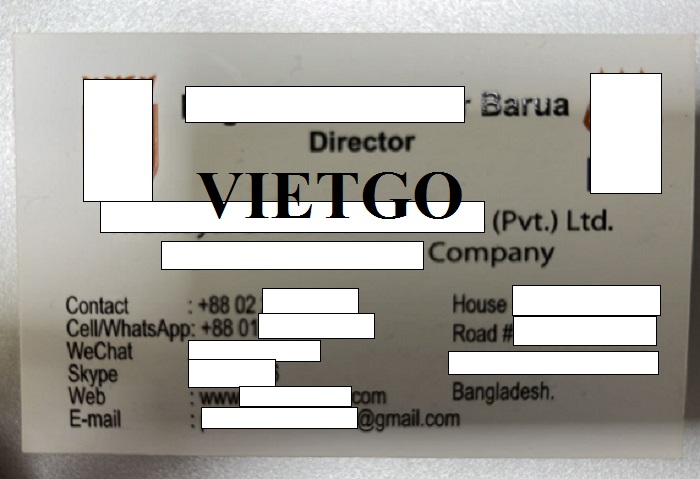 Barua
Director
VIETGO
(Pvt.) Ltd.
Company
Contact : +88 02
Cell/WhatsApp: +88 01
WeChat
Skype
Web : www com
E-mail : @gmail.com
House
Road #
Bangladesh.